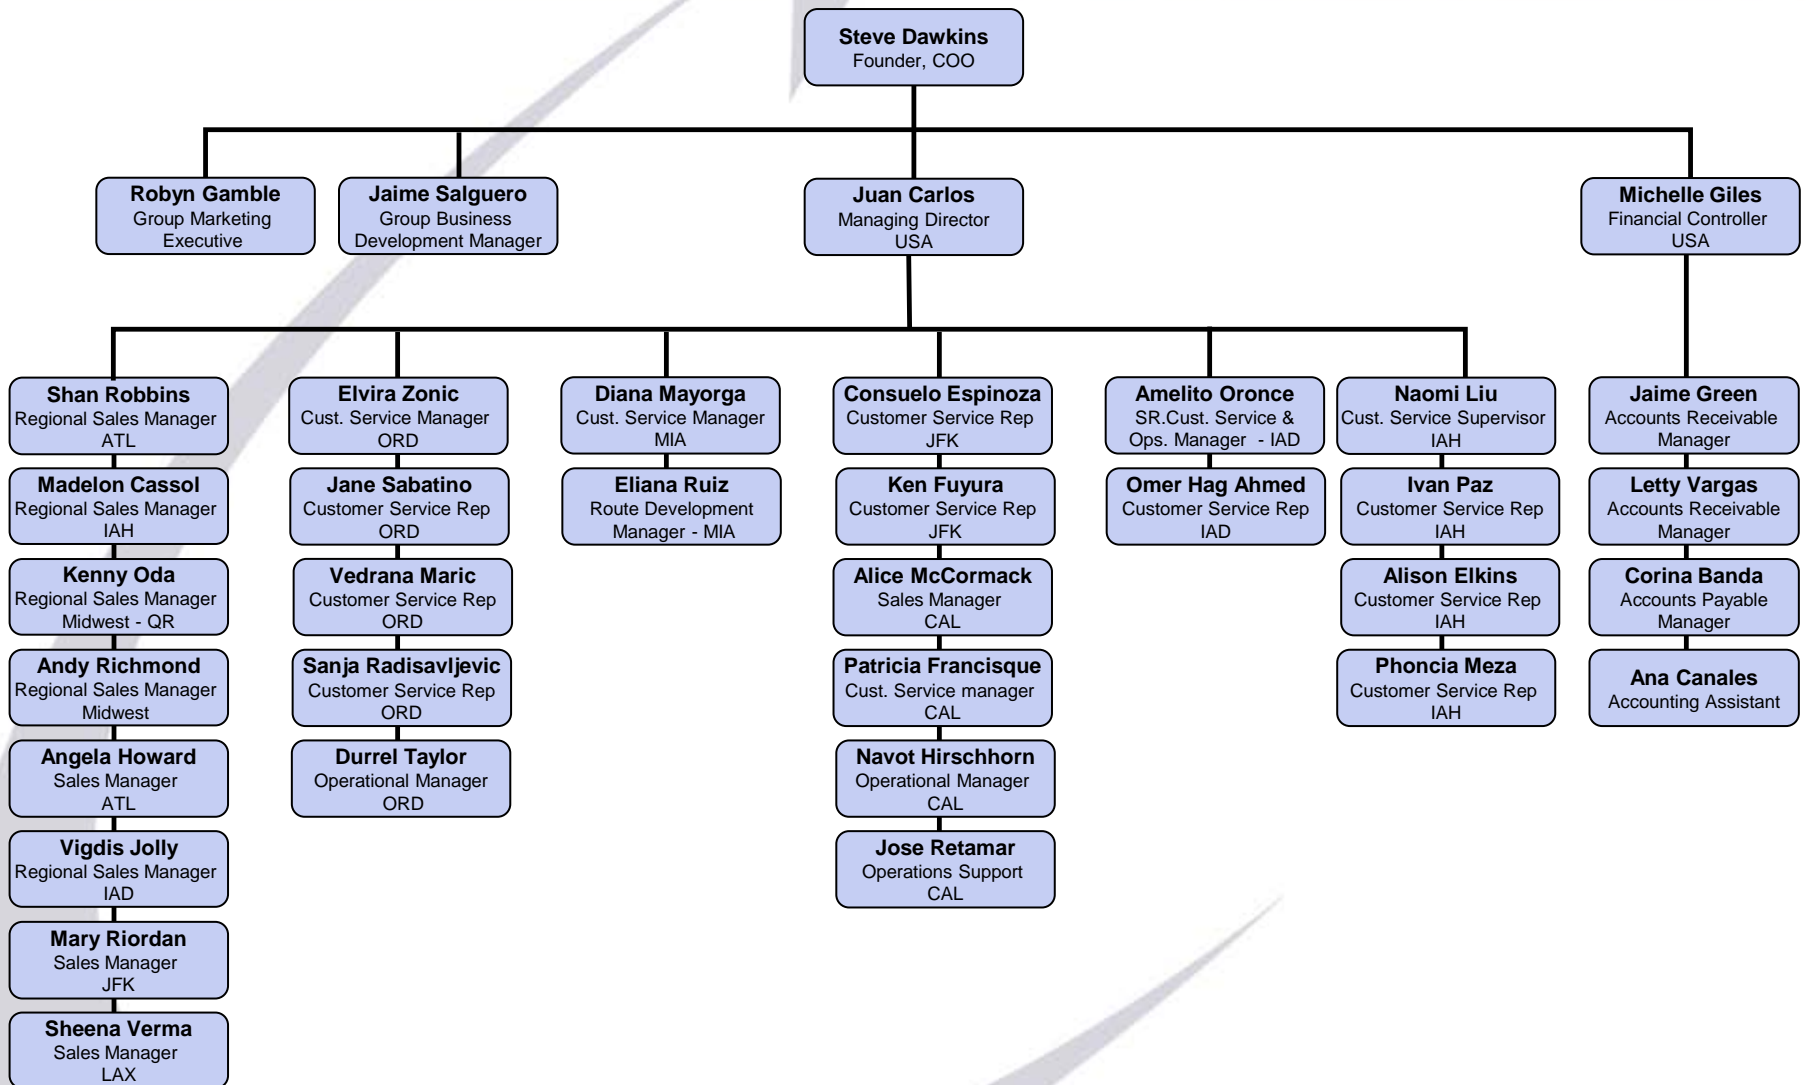 Steve Dawkins
Founder, COO
Robyn Gamble
Group Marketing
Executive
Jaime Salguero
Group Business
Development Manager
Juan Carlos
Managing Director
USA
Michelle Giles
Financial Controller
USA
Shan Robbins
Regional Sales Manager
ATL
Madelon Cassol
Regional Sales Manager
IAH
Kenny Oda
Regional Sales Manager
Midwest - QR
Andy Richmond
Regional Sales Manager
Midwest
Angela Howard
Sales Manager
ATL
Vigdis Jolly
Regional Sales Manager
IAD
Mary Riordan
Sales Manager
JFK
Sheena Verma
Sales Manager
LAX
Elvira Zonic
Cust. Service Manager
ORD
Jane Sabatino
Customer Service Rep
ORD
Vedrana Maric
Customer Service Rep
ORD
Sanja Radisavljevic
Customer Service Rep
ORD
Durrel Taylor
Operational Manager
ORD
Diana Mayorga
Cust. Service Manager
MIA
Eliana Ruiz
Route Development
Manager - MIA
Consuelo Espinoza
Customer Service Rep
JFK
Ken Fuyura
Customer Service Rep
JFK
Alice McCormack
Sales Manager
CAL
Patricia Francisque
Cust. Service manager
CAL
Navot Hirschhorn
Operational Manager
CAL
Jose Retamar
Operations Support
CAL
Amelito Oronce
SR.Cust. Service &
Ops. Manager - IAD
Omer Hag Ahmed
Customer Service Rep
IAD
Naomi Liu
Cust. Service Supervisor
IAH
Ivan Paz
Customer Service Rep
IAH
Alison Elkins
Customer Service Rep
IAH
Phoncia Meza
Customer Service Rep
IAH
Jaime Green
Accounts Receivable
Manager
Letty Vargas
Accounts Receivable
Manager
Corina Banda
Accounts Payable
Manager
Ana Canales
Accounting Assistant